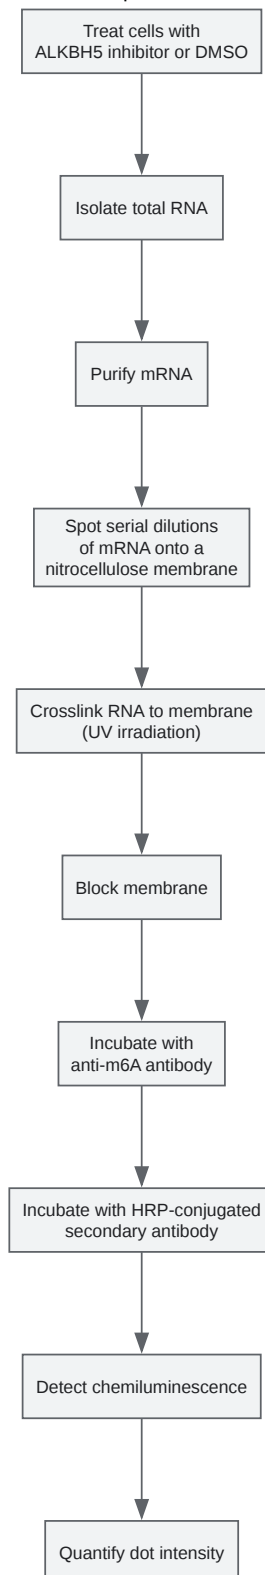 Treat cells with
ALKBH5 inhibitor or DMSO
Isolate total RNA
Purify mRNA
Spot serial dilutions
of mRNA onto a
nitrocellulose membrane
Crosslink RNA to membrane
(UV irradiation)
Block membrane
Incubate with
anti-m6A antibody
Incubate with HRP-conjugated
secondary antibody
Detect chemiluminescence
Quantify dot intensity